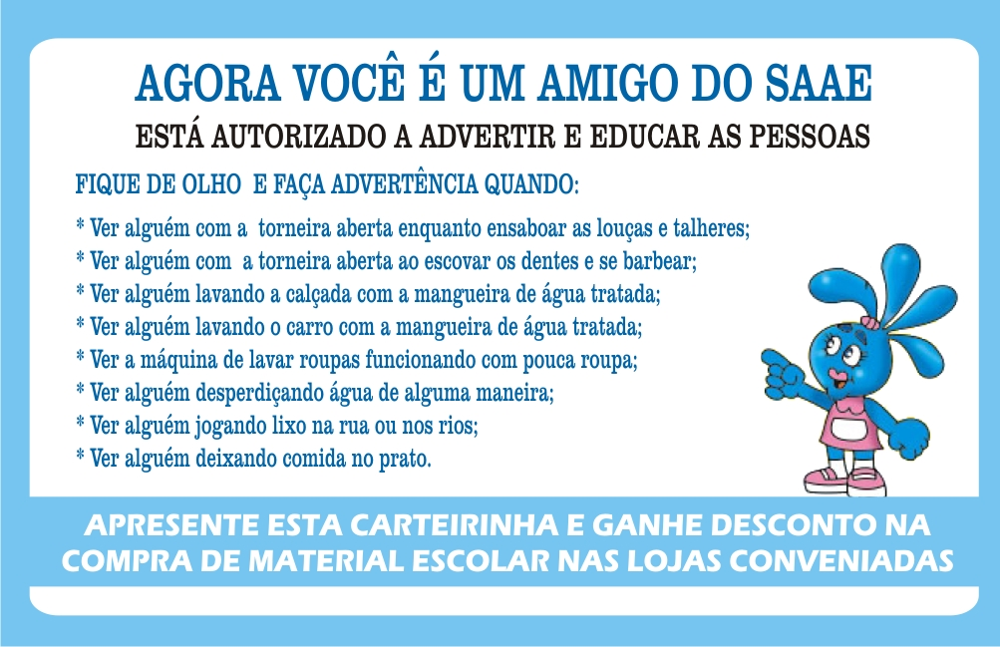 AGORA VOCÊ É UM AMIGO DO SAAE
ESTÁ AUTORIZADO A ADVERTIR E EDUCAR AS PESSOAS
FIQUE DE OLHO E FAÇA ADVERTÊNCIA QUANDO:
* Ver alguém com a torneira aberta enquanto ensaboar as louças e talheres;
* Ver alguém com a torneira aberta ao escovar os dentes e se barbear;
* Ver alguém lavando a calçada com a mangueira de água tratada;
* Ver alguém lavando o carro com a mangueira de água tratada;
* Ver a máquina de lavar roupas funcionando com pouca roupa;
* Ver alguém desperdiçando água de alguma maneira;
* Ver alguém jogando lixo na rua ou nos rios;
* Ver alguém deixando comida no prato.
APRESENTE ESTA CARTEIRINHA E GANHE DESCONTO NA
COMPRA DE MATERIAL ESCOLAR NAS LOJAS CONVENIADAS